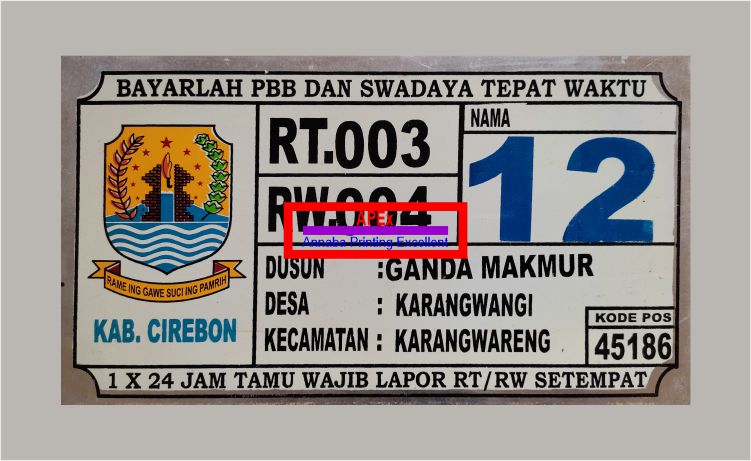 BAYARLAH PBB DAN SWADAYA TEPAT WAKTU
RT.003
NAMA
12
RW.004
APEx
Annaba Printing Excellent
DUSUN :GANDA MAKMUR
DESA : KARANGWANGI
KECAMATAN : KARANGWARENG
KODE POS
45186
RAME ING GAWE SUCI ING PAMRIH
KAB. CIREBON
1 X 24 JAM TAMU WAJIB LAPOR RT/RW SETEMPAT